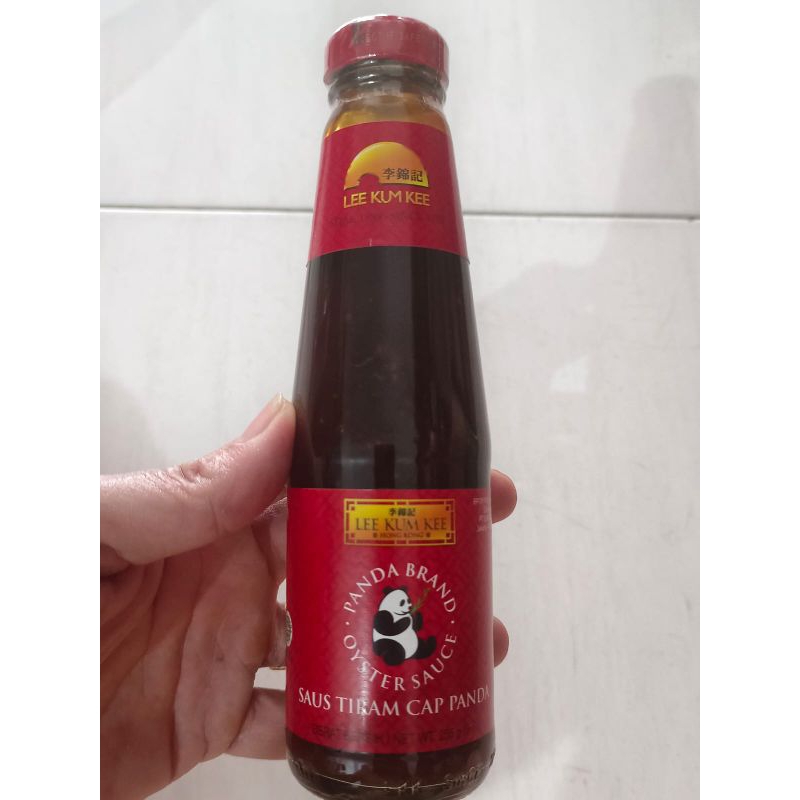 李錦記
LEE KUM KEE
李錦記
LEE KUM KEE
HONG KONG
PANDA BRAND
OYSTER SAUCE
SAUS TIRAM CAP PANDA